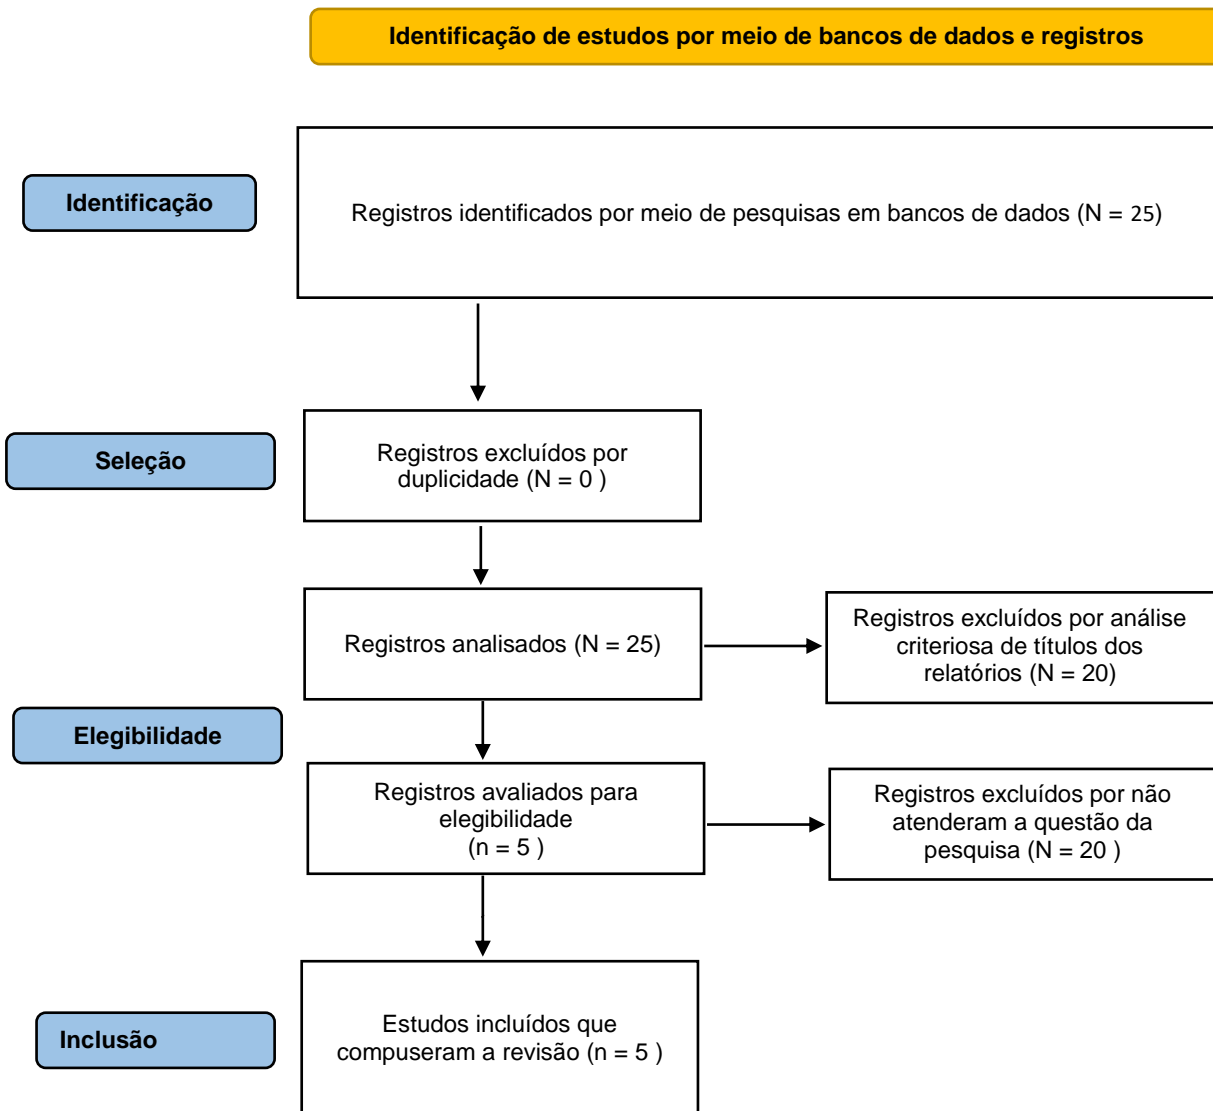 Identificação de estudos por meio de bancos de dados e registros
Identificação
Registros identificados por meio de pesquisas em bancos de dados (N = 25)
Seleção
Registros excluídos por
duplicidade (N = 0 )
Registros analisados (N = 25)
Registros excluídos por análise
criteriosa de títulos dos
relatórios (N = 20)
Elegibilidade
Registros avaliados para
elegibilidade
(n = 5 )
Registros excluídos por não
atenderam a questão da
pesquisa (N = 20 )
Inclusão
Estudos incluídos que
compuseram a revisão (n = 5 )